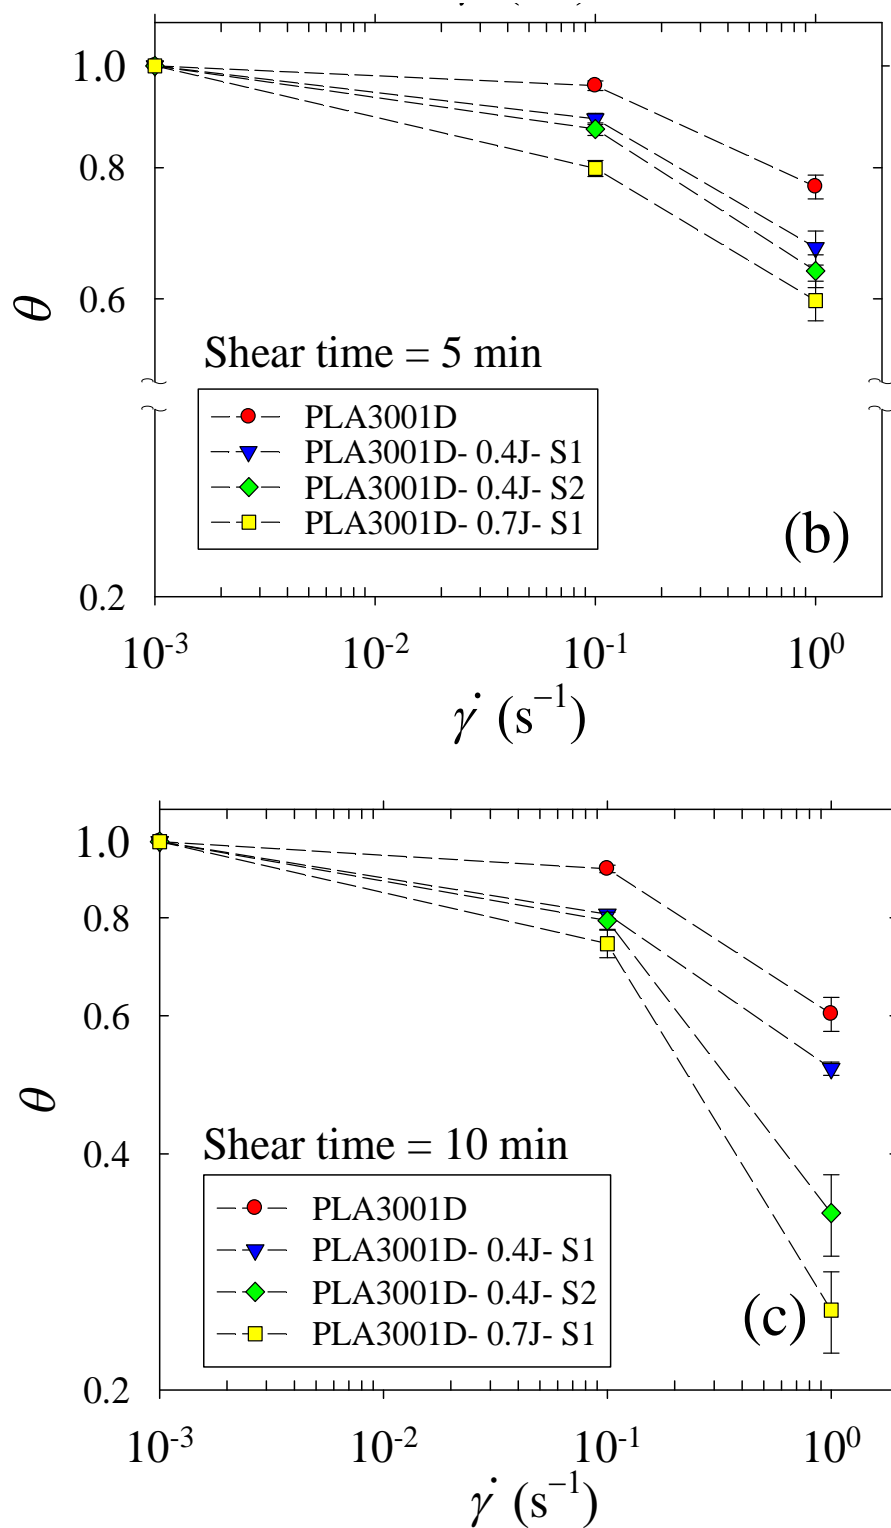 1.0
0.8
0.6
θ
Shear time = 5 min
PLA3001D
PLA3001D- 0.4J- S1
PLA3001D- 0.4J- S2
PLA3001D- 0.7J- S1
(b)
0.2
10⁻³ 10⁻² 10⁻¹ 10⁰
γ̇ (s⁻¹)
1.0
0.8
0.6
θ
0.4
Shear time = 10 min
PLA3001D
PLA3001D- 0.4J- S1
PLA3001D- 0.4J- S2
PLA3001D- 0.7J- S1
(c)
0.2
10⁻³ 10⁻² 10⁻¹ 10⁰
γ̇ (s⁻¹)